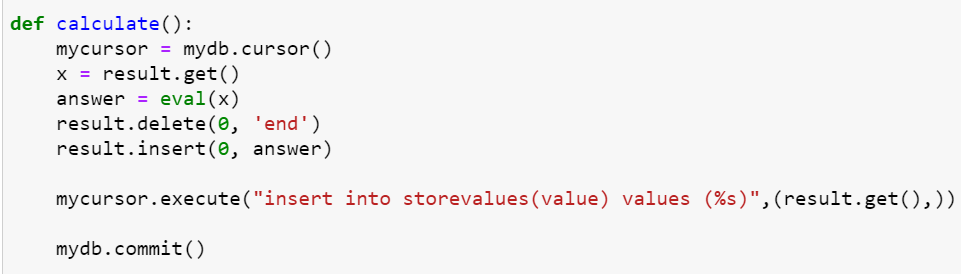 def calculate():
    mycursor = mydb.cursor()
    x = result.get()
    answer = eval(x)
    result.delete(0, 'end')
    result.insert(0, answer)

    mycursor.execute("insert into storevalues(value) values (%s)",(result.get(),))

    mydb.commit()